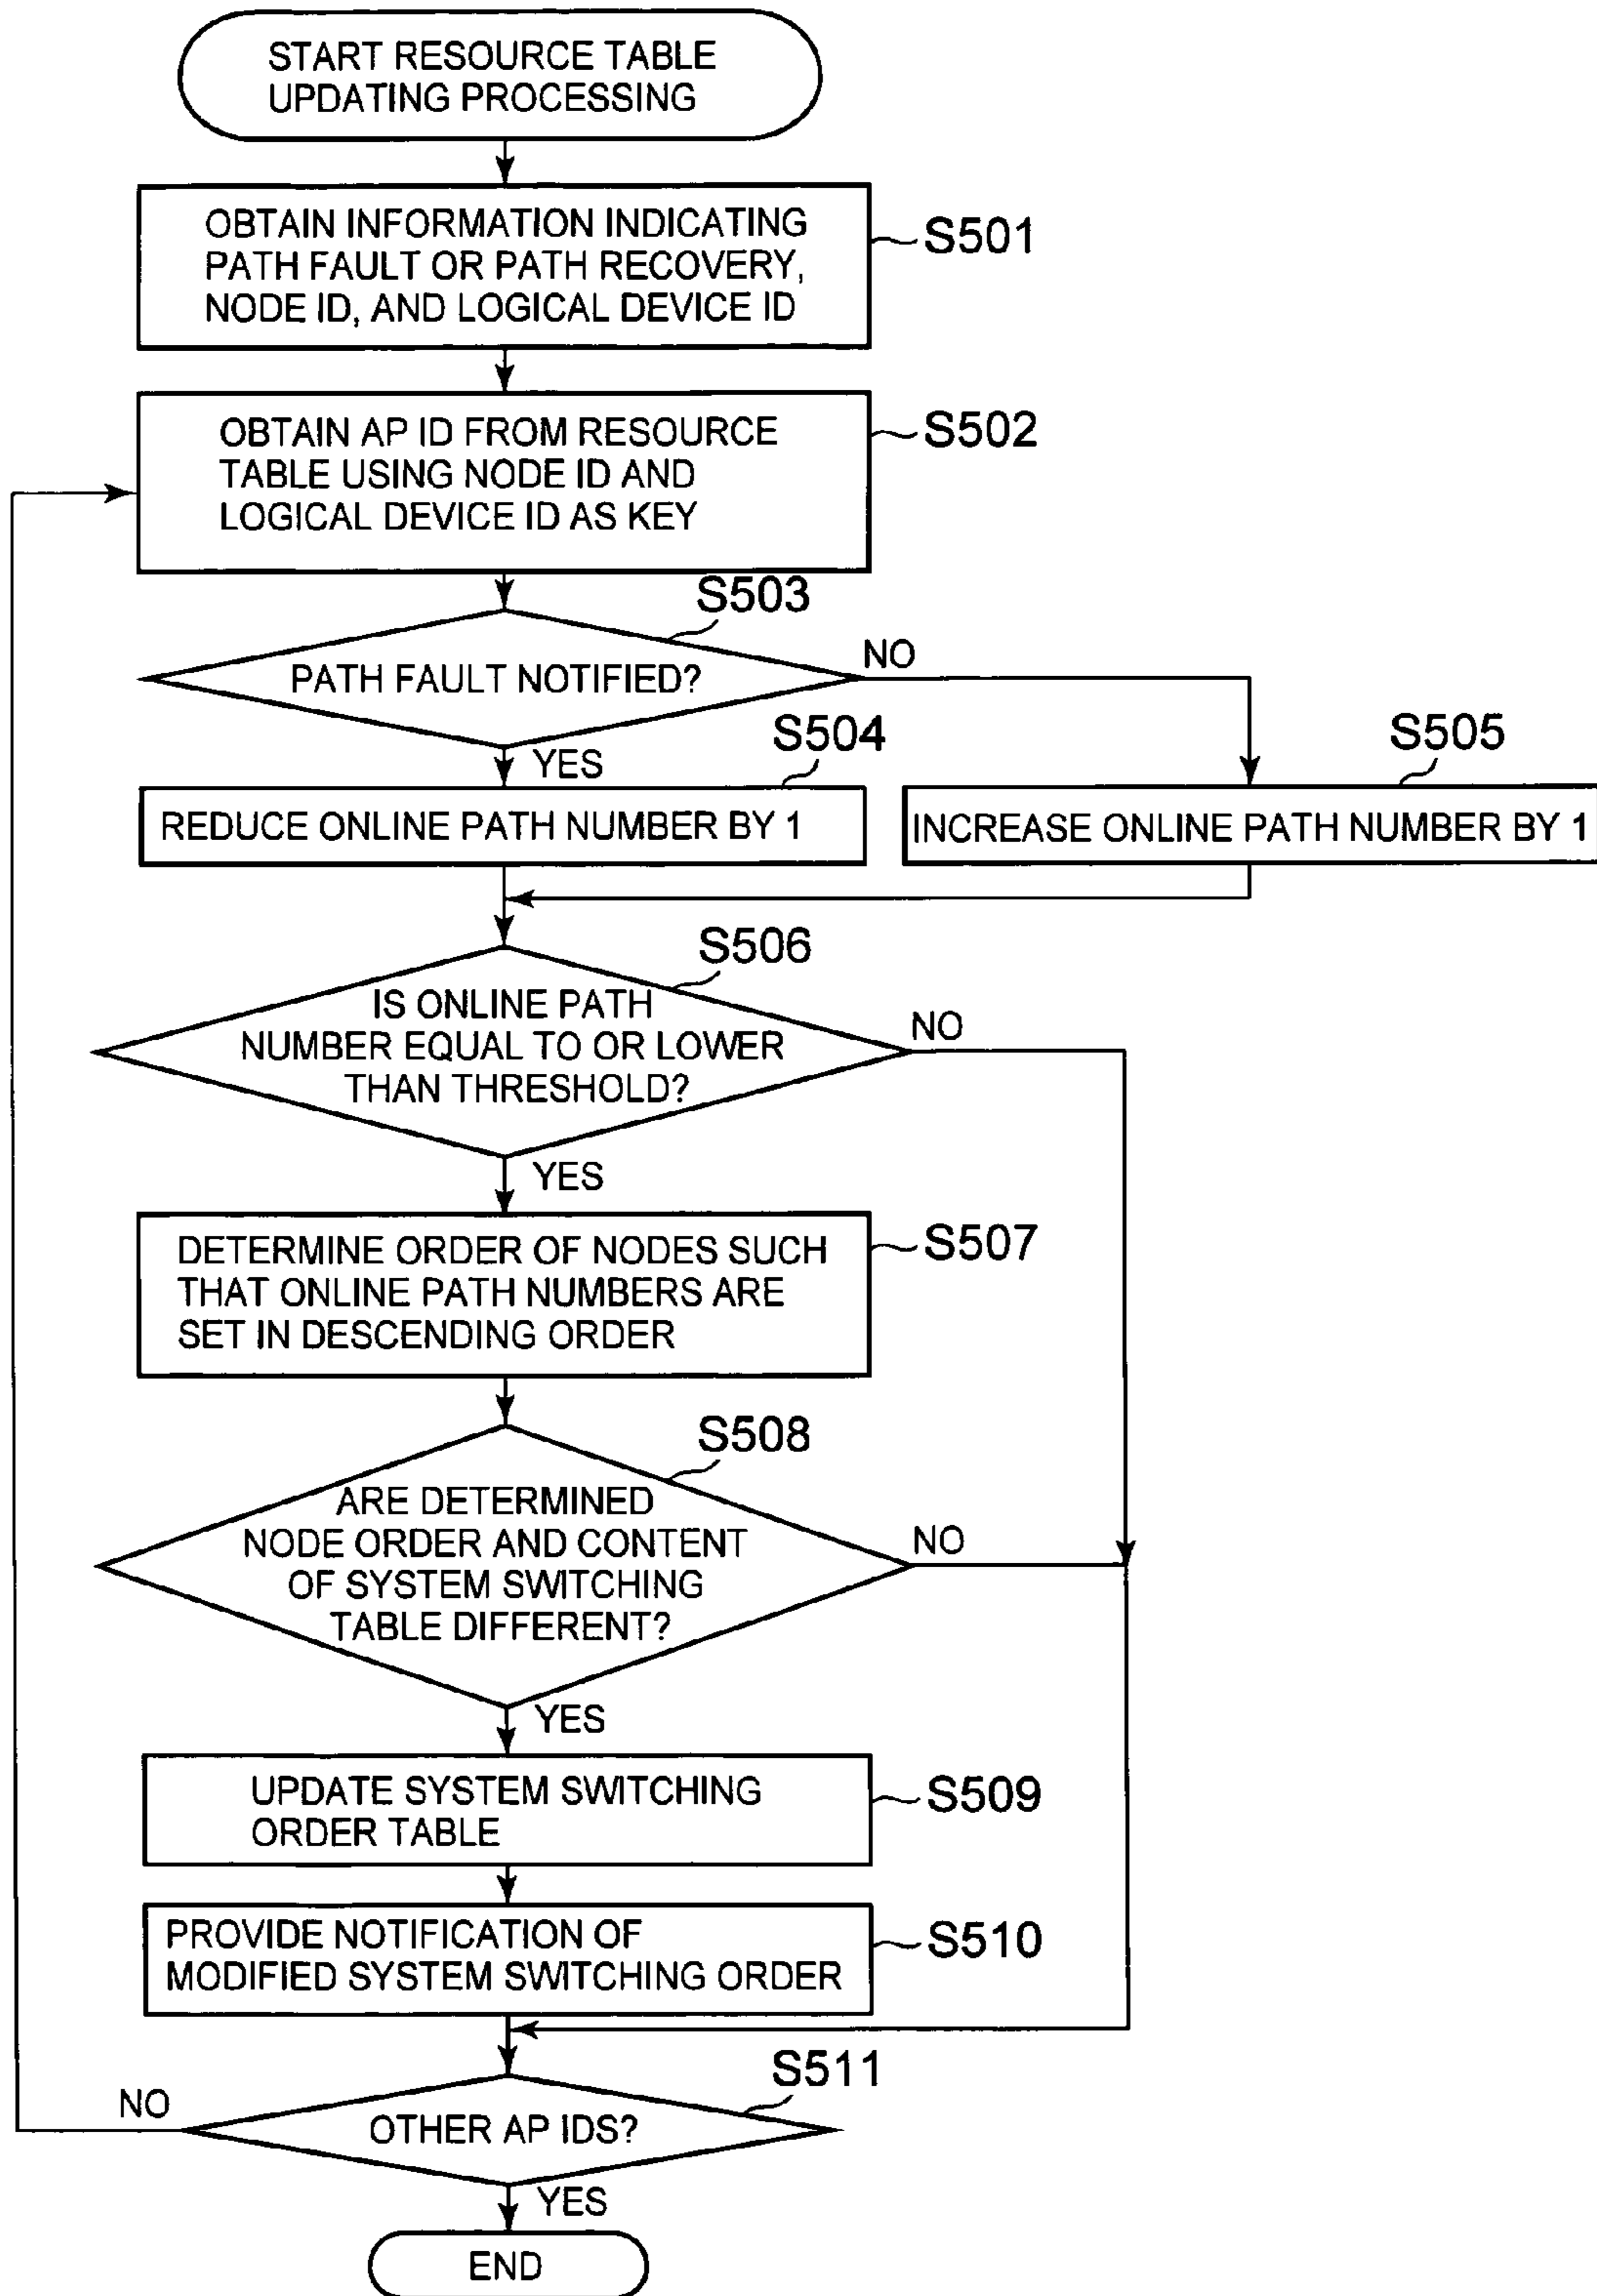 START RESOURCE TABLE
UPDATING PROCESSING
OBTAIN INFORMATION INDICATING
PATH FAULT OR PATH RECOVERY,
NODE ID, AND LOGICAL DEVICE ID
S501
OBTAIN AP ID FROM RESOURCE
TABLE USING NODE ID AND
LOGICAL DEVICE ID AS KEY
S502
S503
PATH FAULT NOTIFIED?
NO
YES
S504
REDUCE ONLINE PATH NUMBER BY 1
S505
INCREASE ONLINE PATH NUMBER BY 1
S506
IS ONLINE PATH
NUMBER EQUAL TO OR LOWER
THAN THRESHOLD?
NO
YES
DETERMINE ORDER OF NODES SUCH
THAT ONLINE PATH NUMBERS ARE
SET IN DESCENDING ORDER
S507
S508
ARE DETERMINED
NODE ORDER AND CONTENT
OF SYSTEM SWITCHING
TABLE DIFFERENT?
NO
YES
UPDATE SYSTEM SWITCHING
ORDER TABLE
S509
PROVIDE NOTIFICATION OF
MODIFIED SYSTEM SWITCHING ORDER
S510
S511
NO
OTHER AP IDS?
YES
END